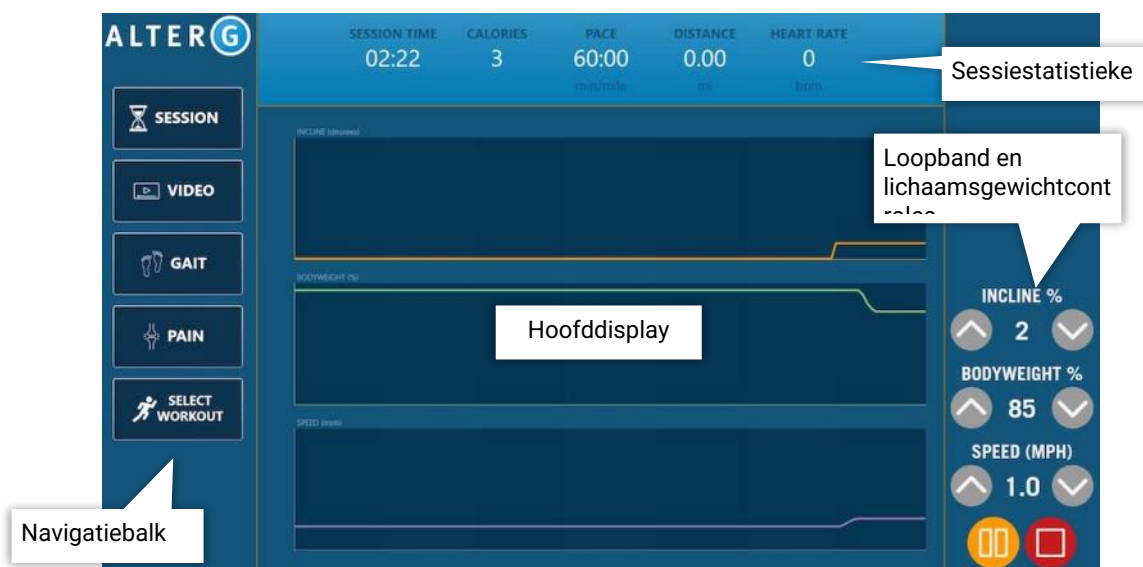 ALTERG
SESSION TIME CALORIES PACE DISTANCE HEART RATE
02:22 3 60:00 0.00 0
min/mile mi bpm
Sessiestatistieke
SESSION
VIDEO
GAIT
PAIN
SELECT
WORKOUT
Navigatiebalk
INCLINE (degrees)
BODYWEIGHT (%)
Hoofddisplay
SPEED (mph)
Loopband en
lichaamsgewichtcont
roles
INCLINE %
2
BODYWEIGHT %
85
SPEED (MPH)
1.0